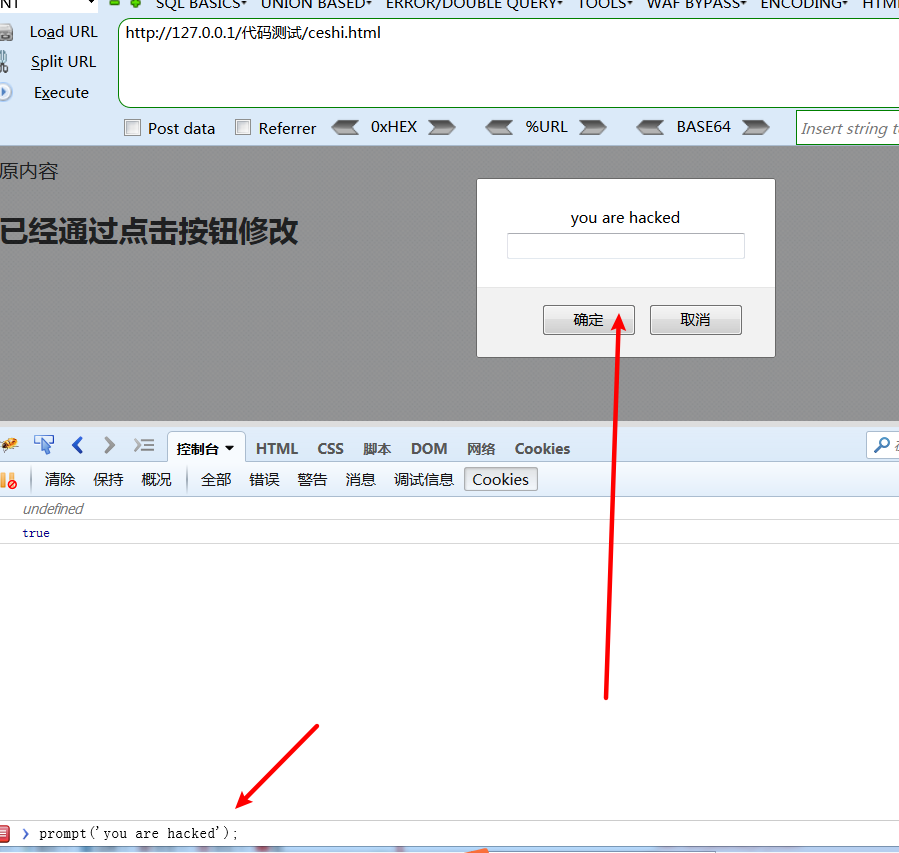 SQL BASICS▾ UNION BASED▾ ERROR/DOUBLE QUERY▾ TOOLS▾ WAF BYPASS▾ ENCODING▾
Load URL
http://127.0.0.1/代码测试/ceshi.html
Split URL
Execute
Post data Referrer 0xHEX %URL BASE64 Insert string
原内容
已经通过点击按钮修改
you are hacked
确定 取消
控制台 HTML CSS 脚本 DOM 网络 Cookies
清除 保持 概况 全部 错误 警告 消息 调试信息 Cookies
undefined
true
prompt('you are hacked');